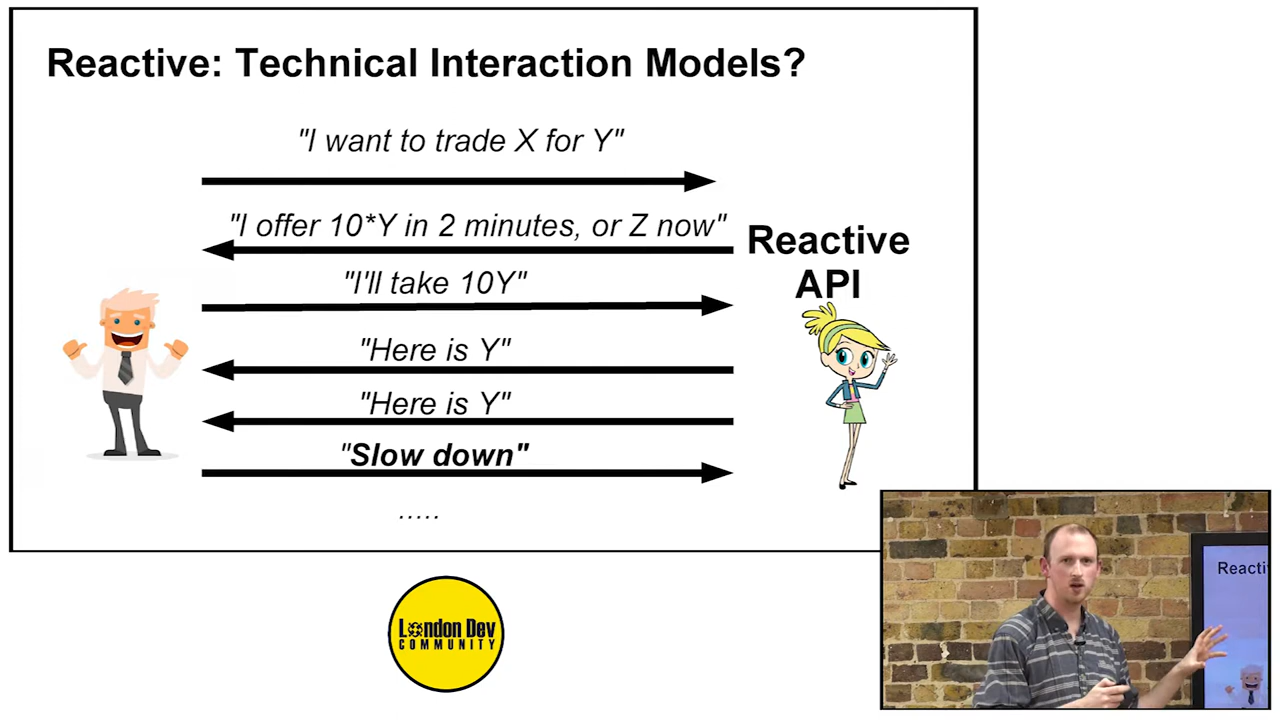 Reactive: Technical Interaction Models?
"I want to trade X for Y"
"I offer 10*Y in 2 minutes, or Z now"
Reactive
API
"I'll take 10Y"
"Here is Y"
"Here is Y"
"Slow down"
.....
London Dev
COMMUNITY
Reacti